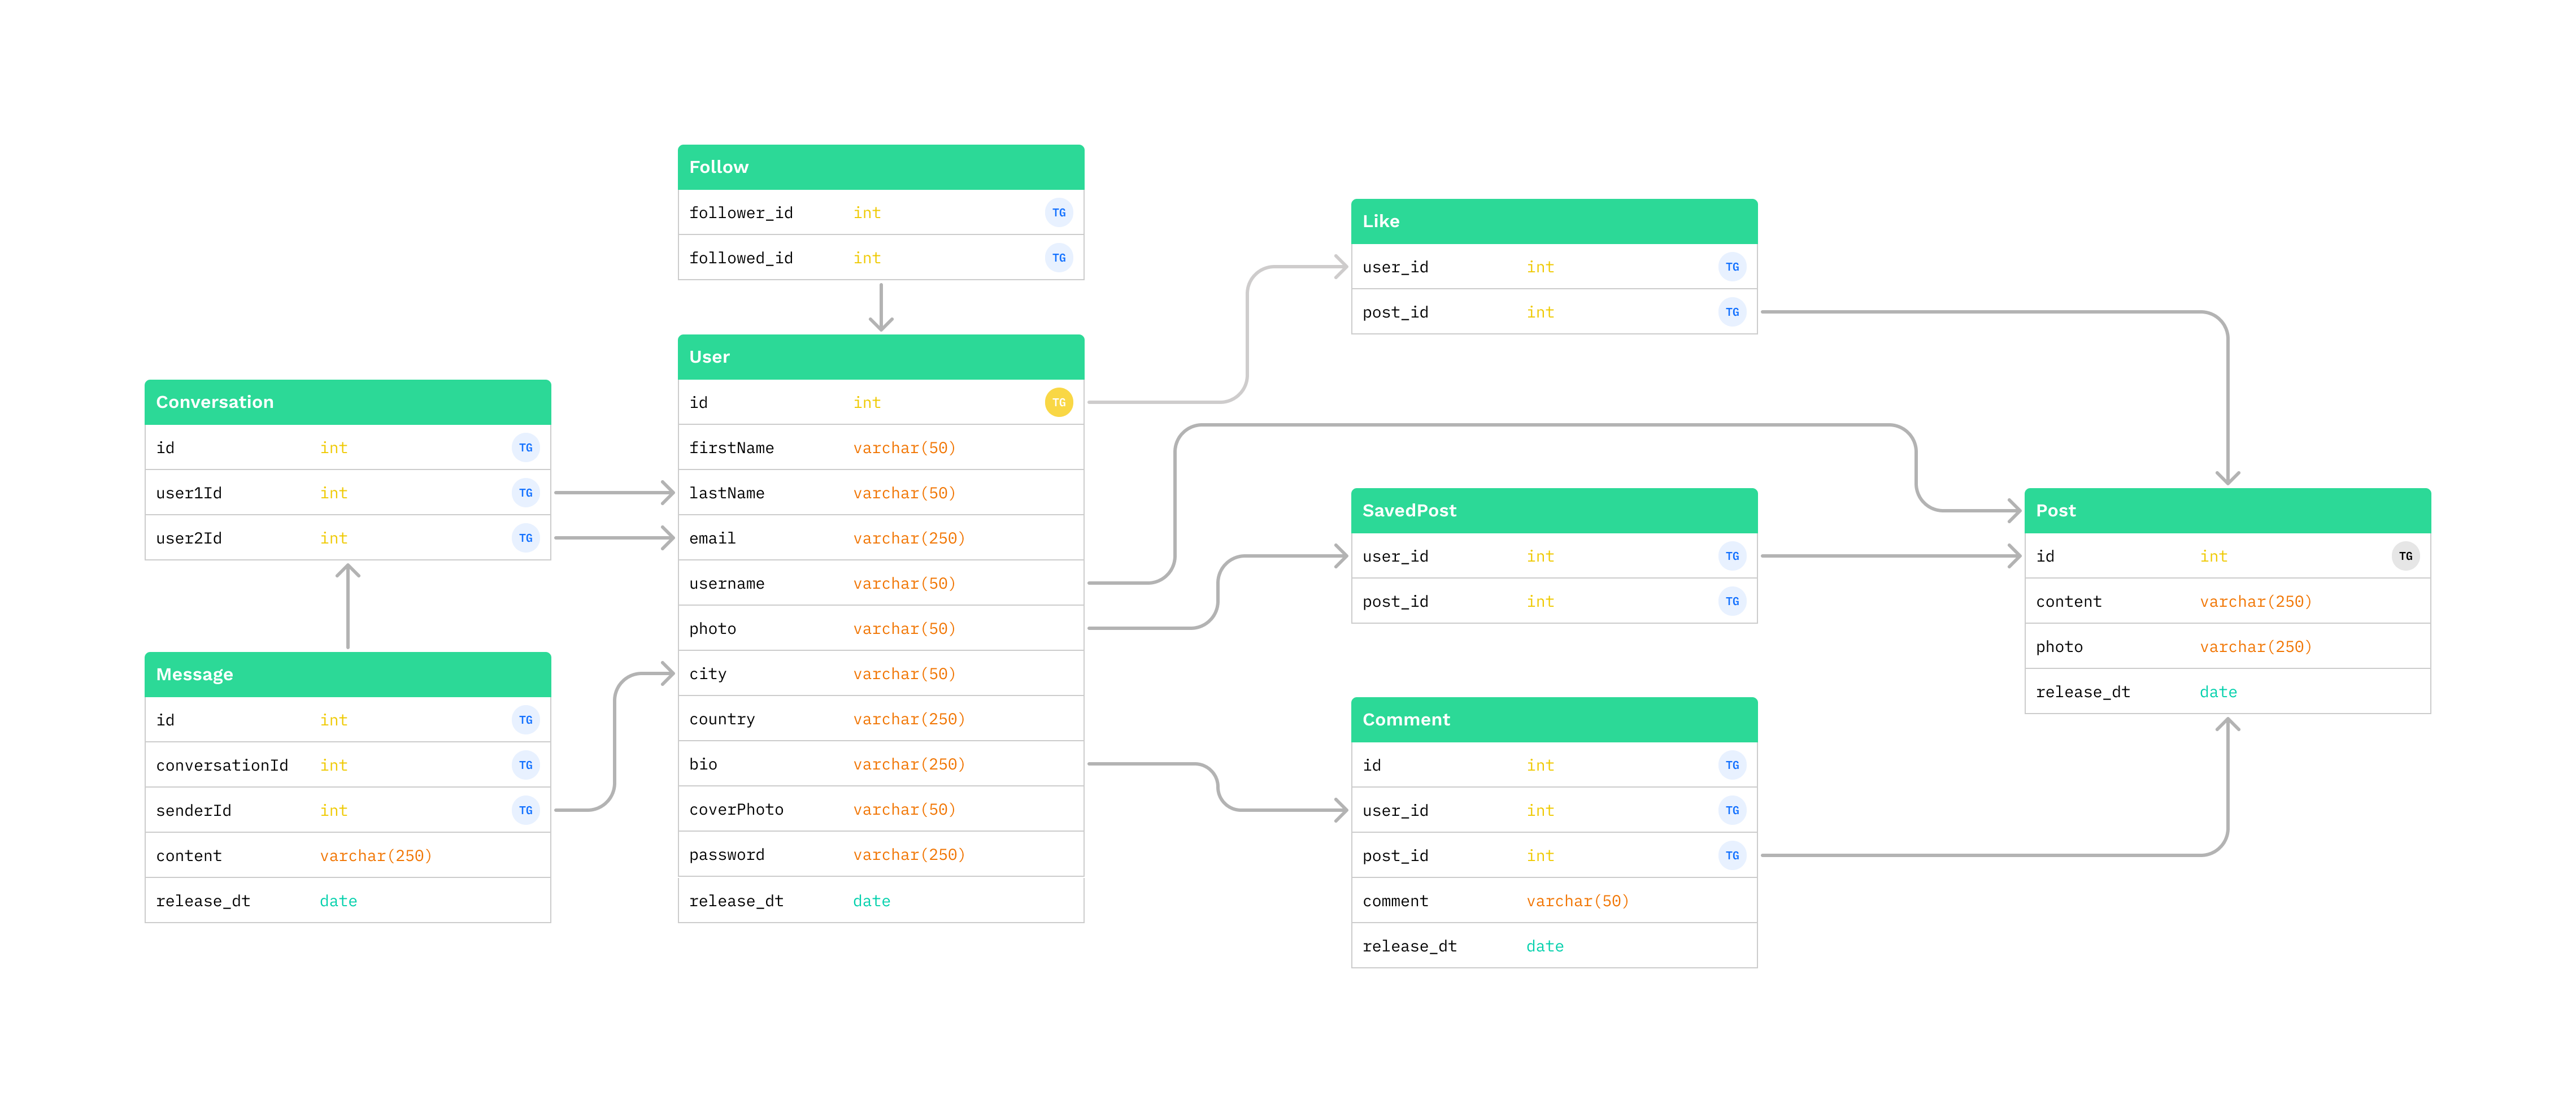 Follow
follower_id int TG
followed_id int TG
User
id int TG
firstName varchar(50)
lastName varchar(50)
email varchar(250)
username varchar(50)
photo varchar(50)
city varchar(50)
country varchar(250)
bio varchar(250)
coverPhoto varchar(50)
password varchar(250)
release_dt date
Conversation
id int TG
user1Id int TG
user2Id int TG
Message
id int TG
conversationId int TG
senderId int TG
content varchar(250)
release_dt date
Like
user_id int TG
post_id int TG
SavedPost
user_id int TG
post_id int TG
Comment
id int TG
user_id int TG
post_id int TG
comment varchar(50)
release_dt date
Post
id int TG
content varchar(250)
photo varchar(250)
release_dt date